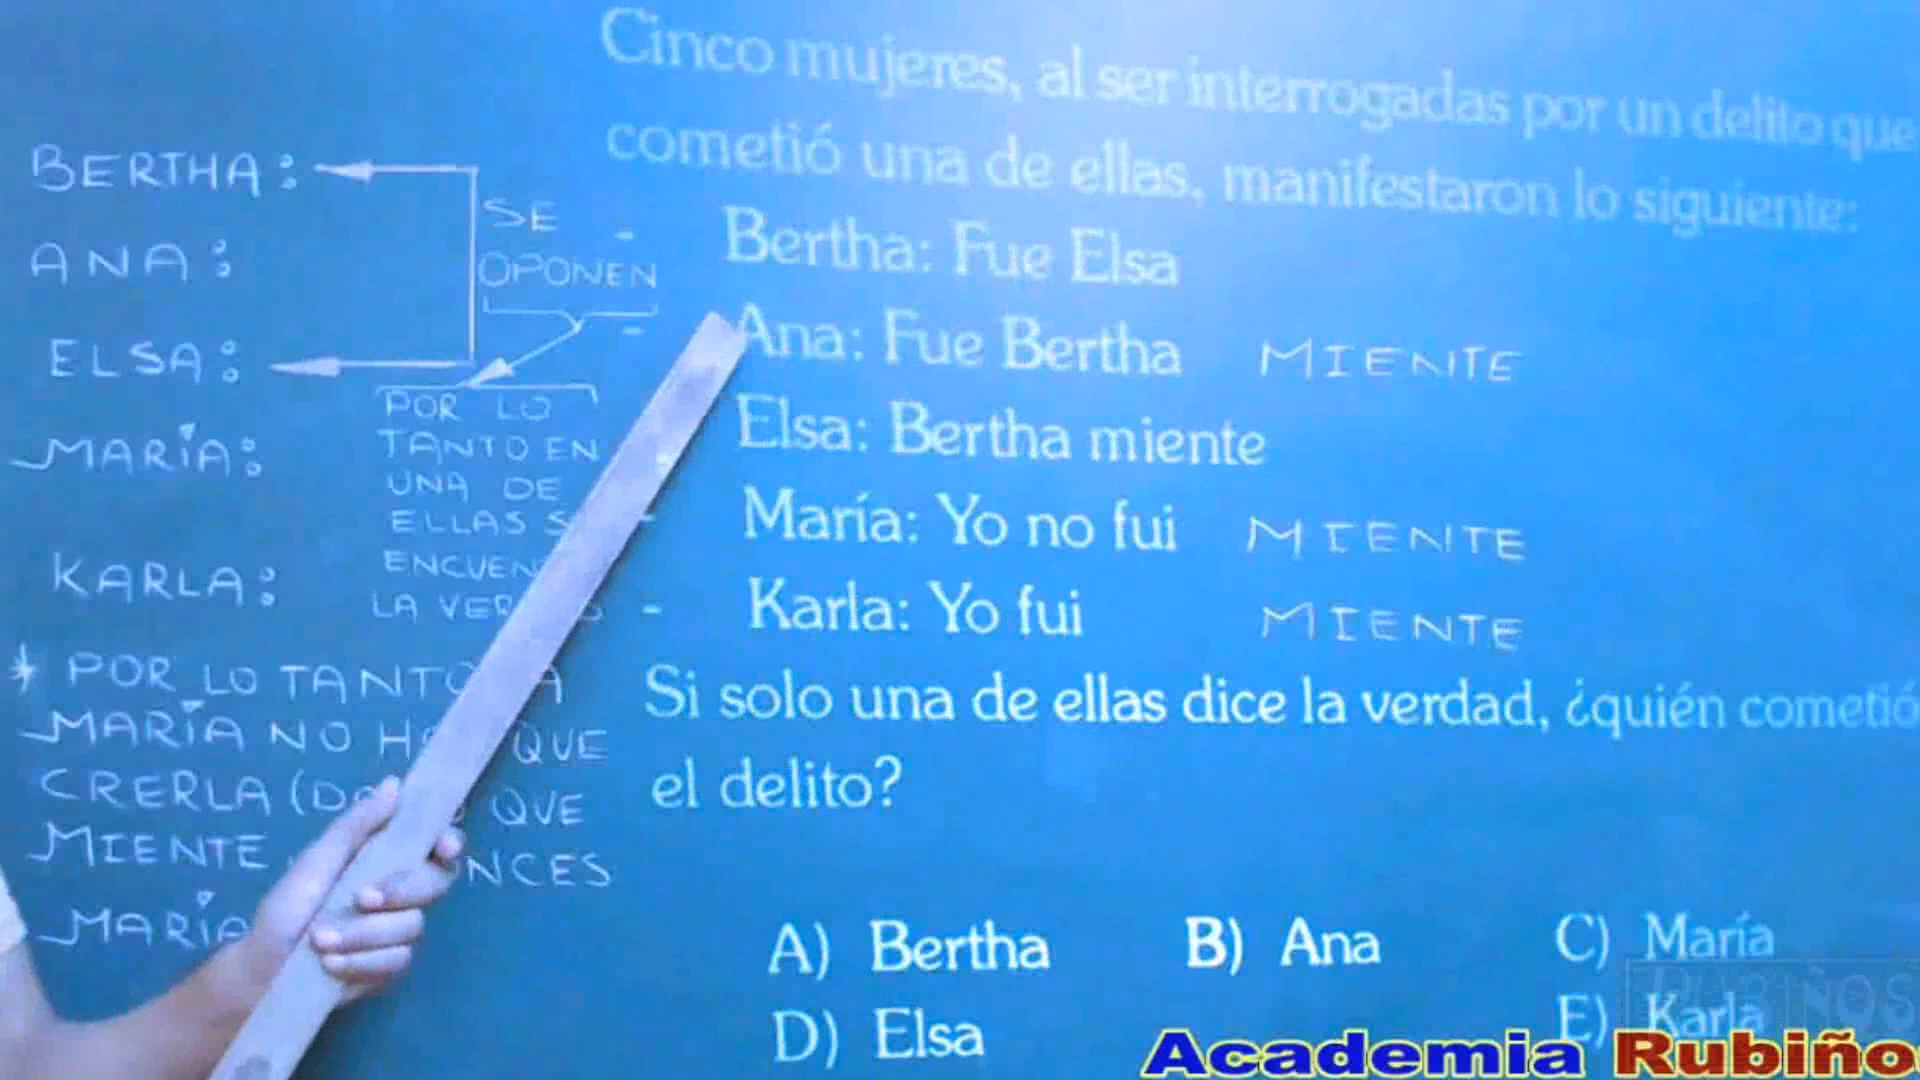 Cinco mujeres, al ser interrogadas por un delito que
cometió una de ellas, manifestaron lo siguiente:
- Bertha: Fue Elsa
- Ana: Fue Bertha MIENTE
Elsa: Bertha miente
- María: Yo no fui MIENTE
- Karla: Yo fui MIENTE
Si solo una de ellas dice la verdad, ¿quién cometió
el delito?
A) Bertha B) Ana C) María
D) Elsa E) Karla
BERTHA:
ANA:
ELSA:
MARÍA:
KARLA:
SE
OPONEN
POR LO
TANTO EN
UNA DE
ELLAS
LA
* POR LO TANTO
MARÍA NO QUE
CRERLA ( QUE
MIENTE
MARÍA
RUBIÑOS
Academia Rubiño